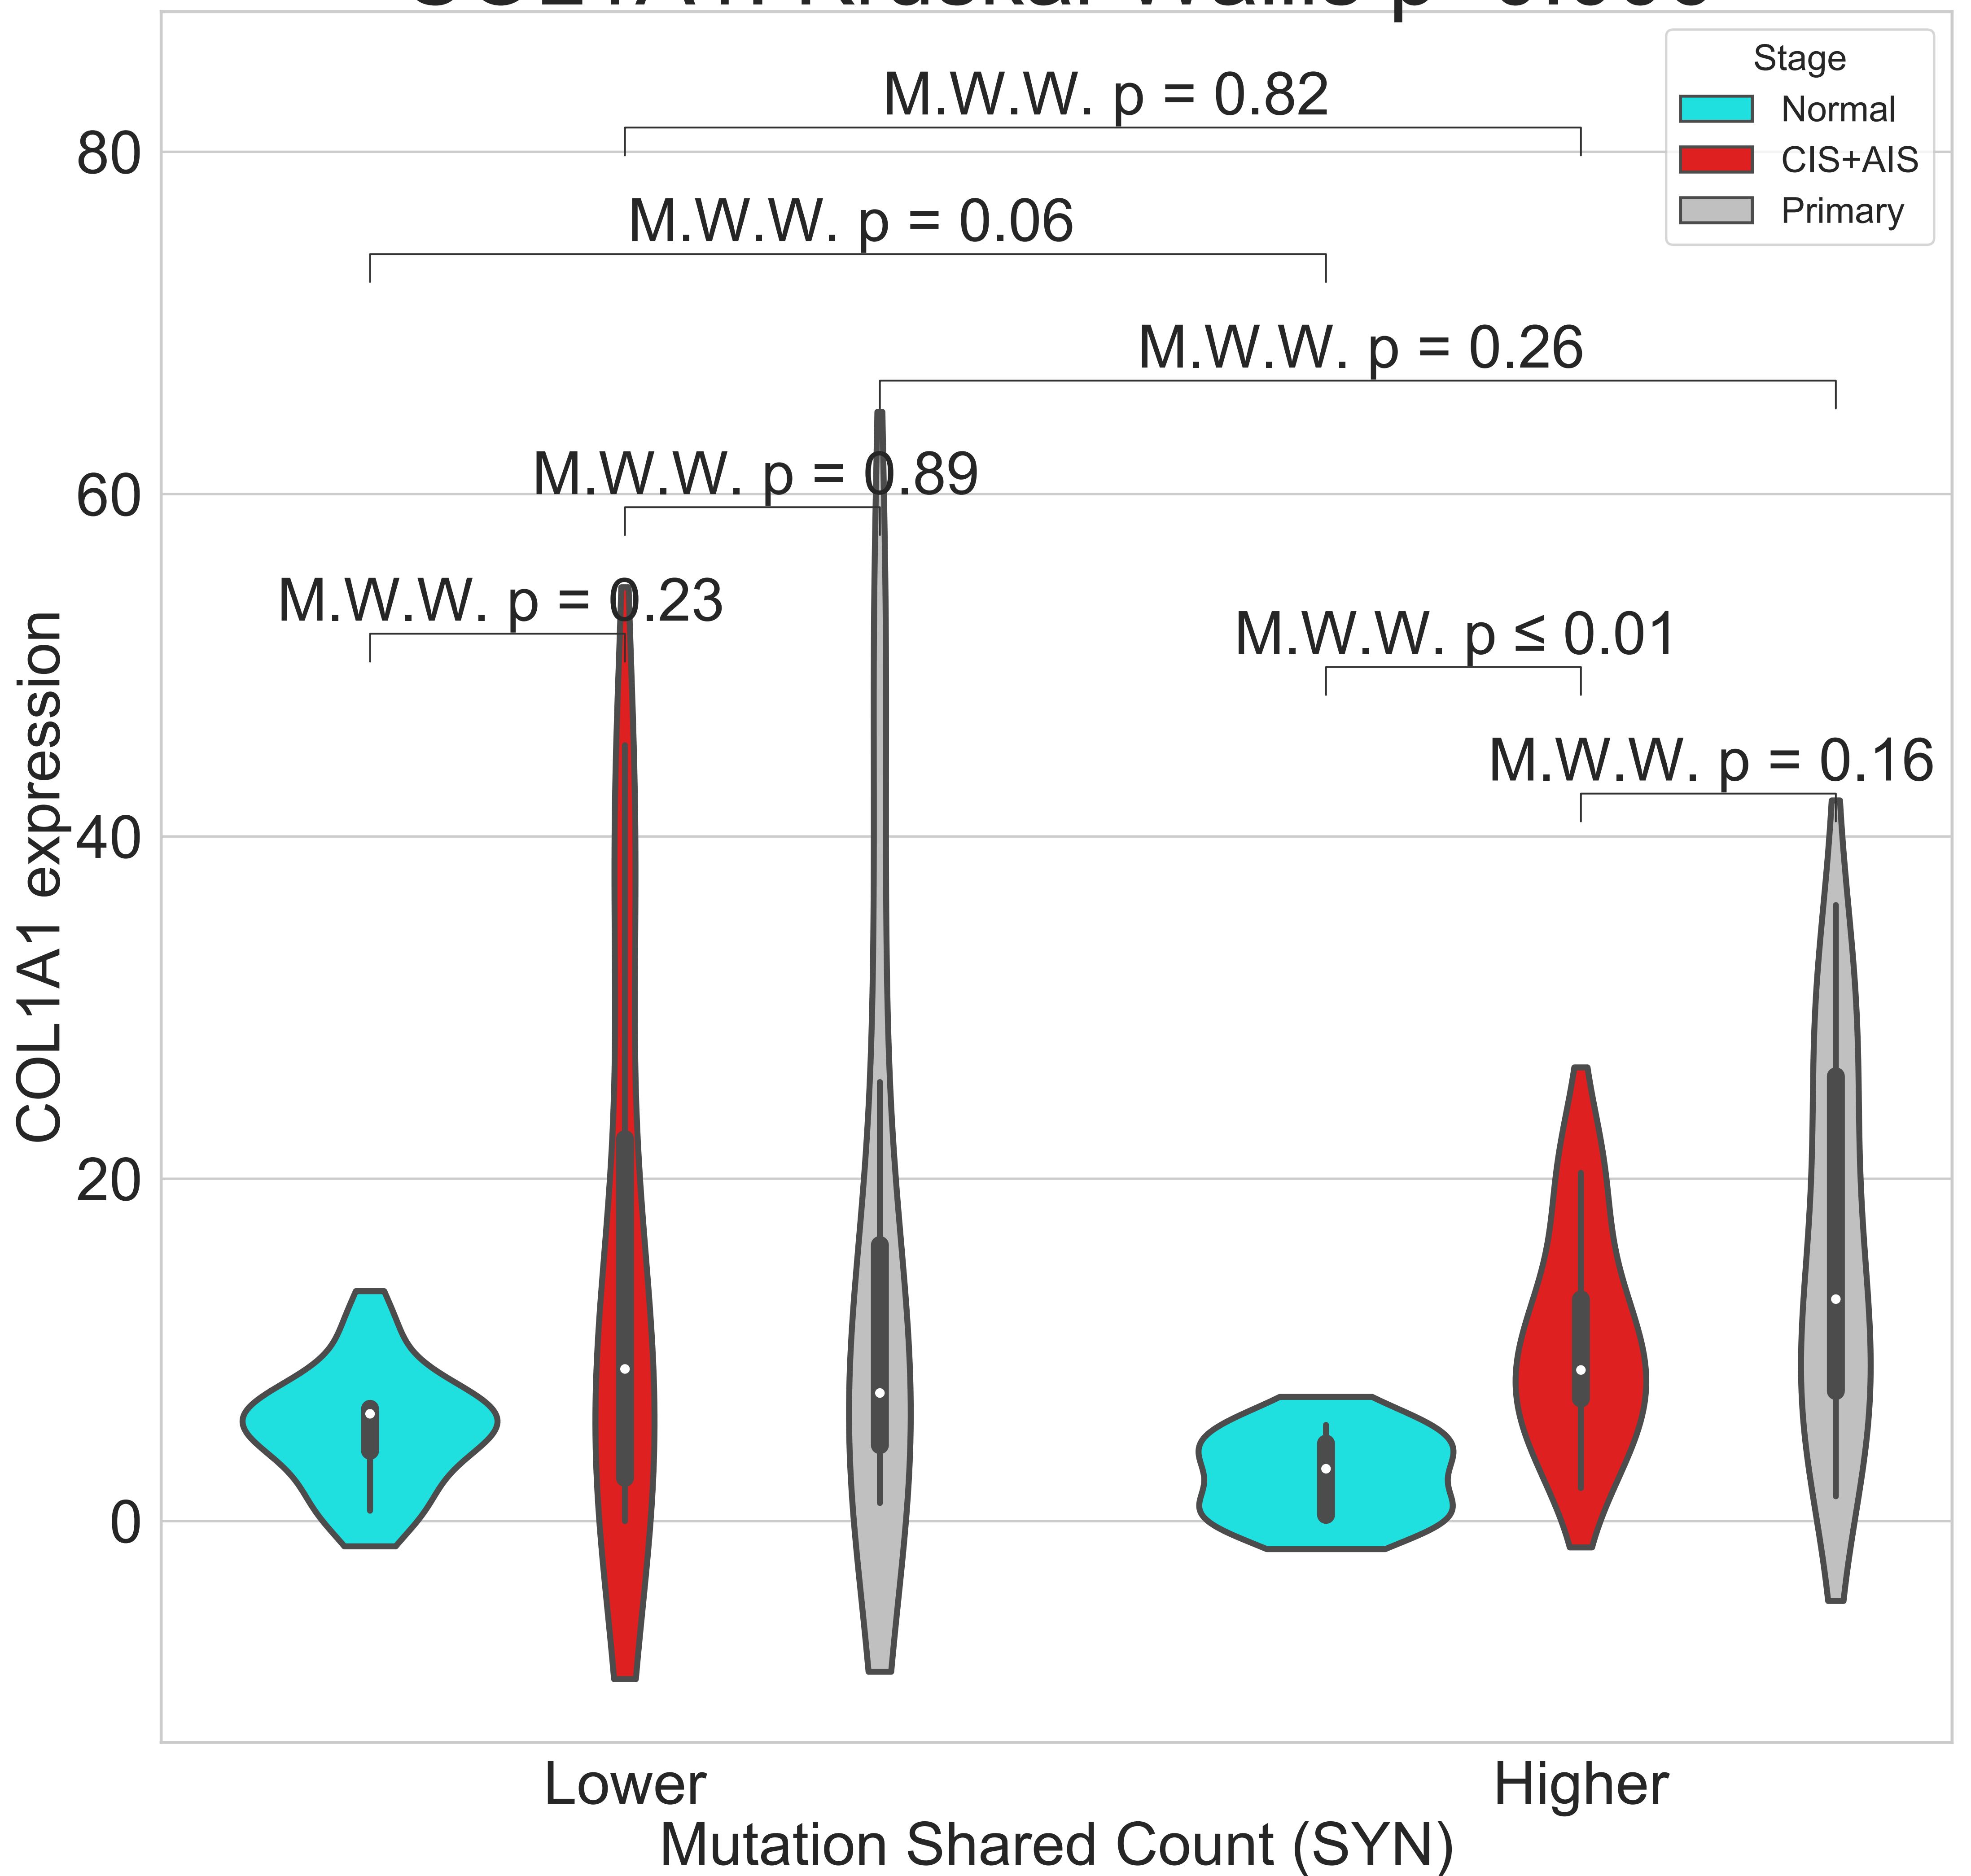 Stage
Normal
CIS+AIS
Primary
M.W.W. p = 0.82
M.W.W. p = 0.06
M.W.W. p = 0.26
M.W.W. p = 0.89
M.W.W. p = 0.23
M.W.W. p ≤ 0.01
M.W.W. p = 0.16
80
60
40
20
0
COL1A1 expression
Lower
Higher
Mutation Shared Count (SYN)